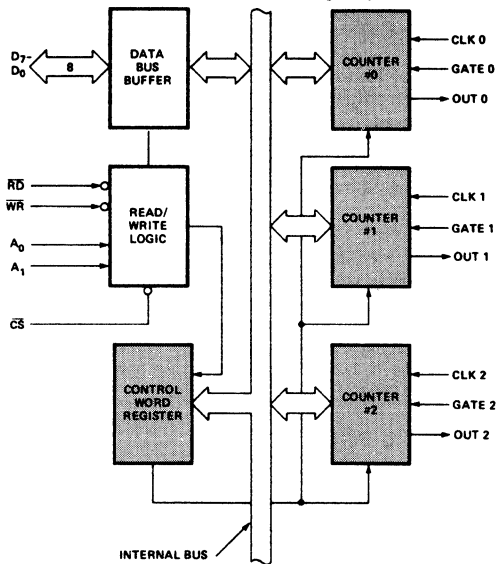 D7-
D0
8
DATA
BUS
BUFFER
RD
WR
A0
A1
CS
READ/
WRITE
LOGIC
CONTROL
WORD
REGISTER
INTERNAL BUS
COUNTER
#0
CLK 0
GATE 0
OUT 0
COUNTER
#1
CLK 1
GATE 1
OUT 1
COUNTER
#2
CLK 2
GATE 2
OUT 2